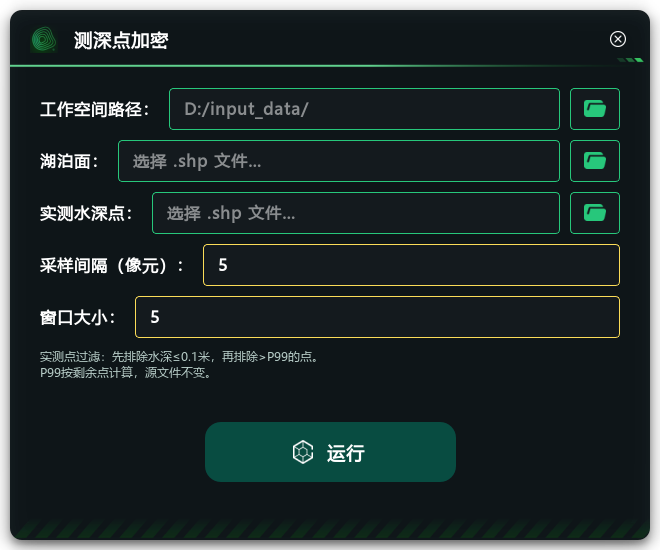 测深点加密
工作空间路径： D:/input_data/
湖泊面： 选择 .shp 文件...
实测水深点： 选择 .shp 文件...
采样间隔（像元）： 5
窗口大小： 5
实测点过滤：先排除水深≤0.1米，再排除>P99的点。
P99按剩余点计算，源文件不变。
运行